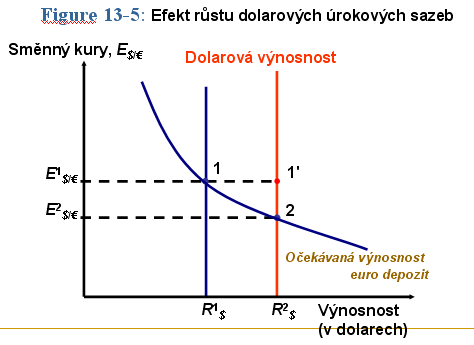 Figure 13-5: Efekt růstu dolarových úrokových sazeb
Směnný kury, E$/€
Dolarová výnosnost
E¹$/€
1
1'
E²$/€
2
Očekávaná výnosnost
euro depozit
R¹$
R²$
Výnosnost
(v dolarech)